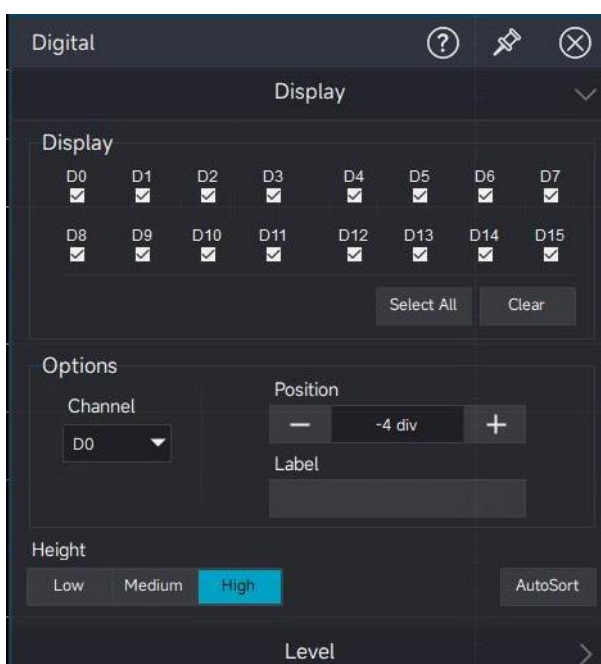 Digital ?
Display
Display
D0 D1 D2 D3 D4 D5 D6 D7
D8 D9 D10 D11 D12 D13 D14 D15
Select All Clear
Options
Channel
Position
D0
-4 div
Label
Height
Low Medium High AutoSort
Level